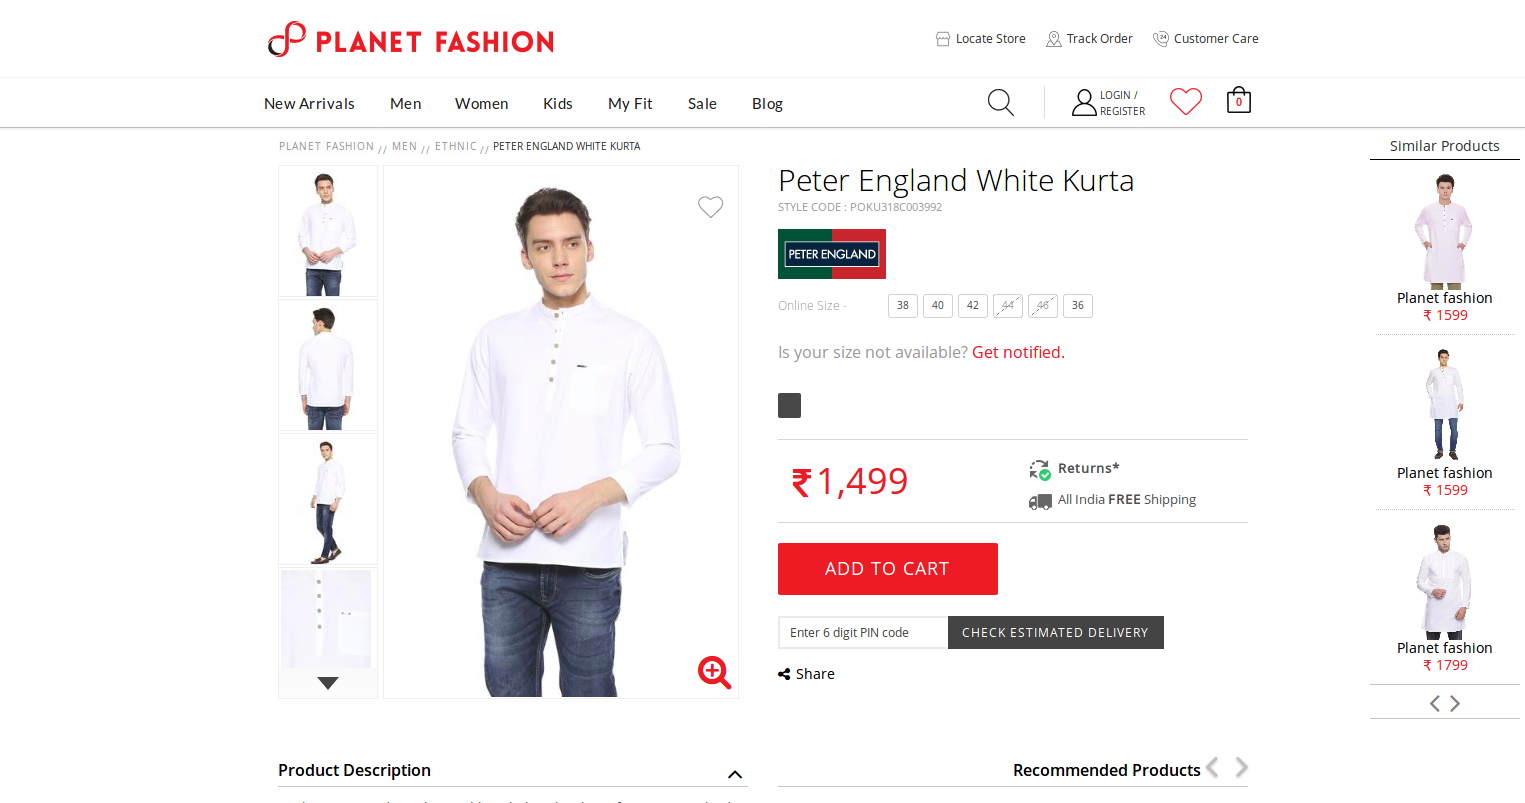 PLANET FASHION
Locate Store
Track Order
24
Customer Care
New Arrivals
Men
Women
Kids
My Fit
Sale
Blog
LOGIN /
REGISTER
0
PLANET FASHION // MEN // ETHNIC // PETER ENGLAND WHITE KURTA
Peter England White Kurta
STYLE CODE : POKU318C003992
PETER ENGLAND
Online Size -
38
40
42
44
46
36
Is your size not available? Get notified.
₹1,499
Returns*
All India FREE Shipping
ADD TO CART
Enter 6 digit PIN code
CHECK ESTIMATED DELIVERY
Share
Similar Products
Planet fashion
₹ 1599
Planet fashion
₹ 1599
Planet fashion
₹ 1799
Product Description
Recommended Products